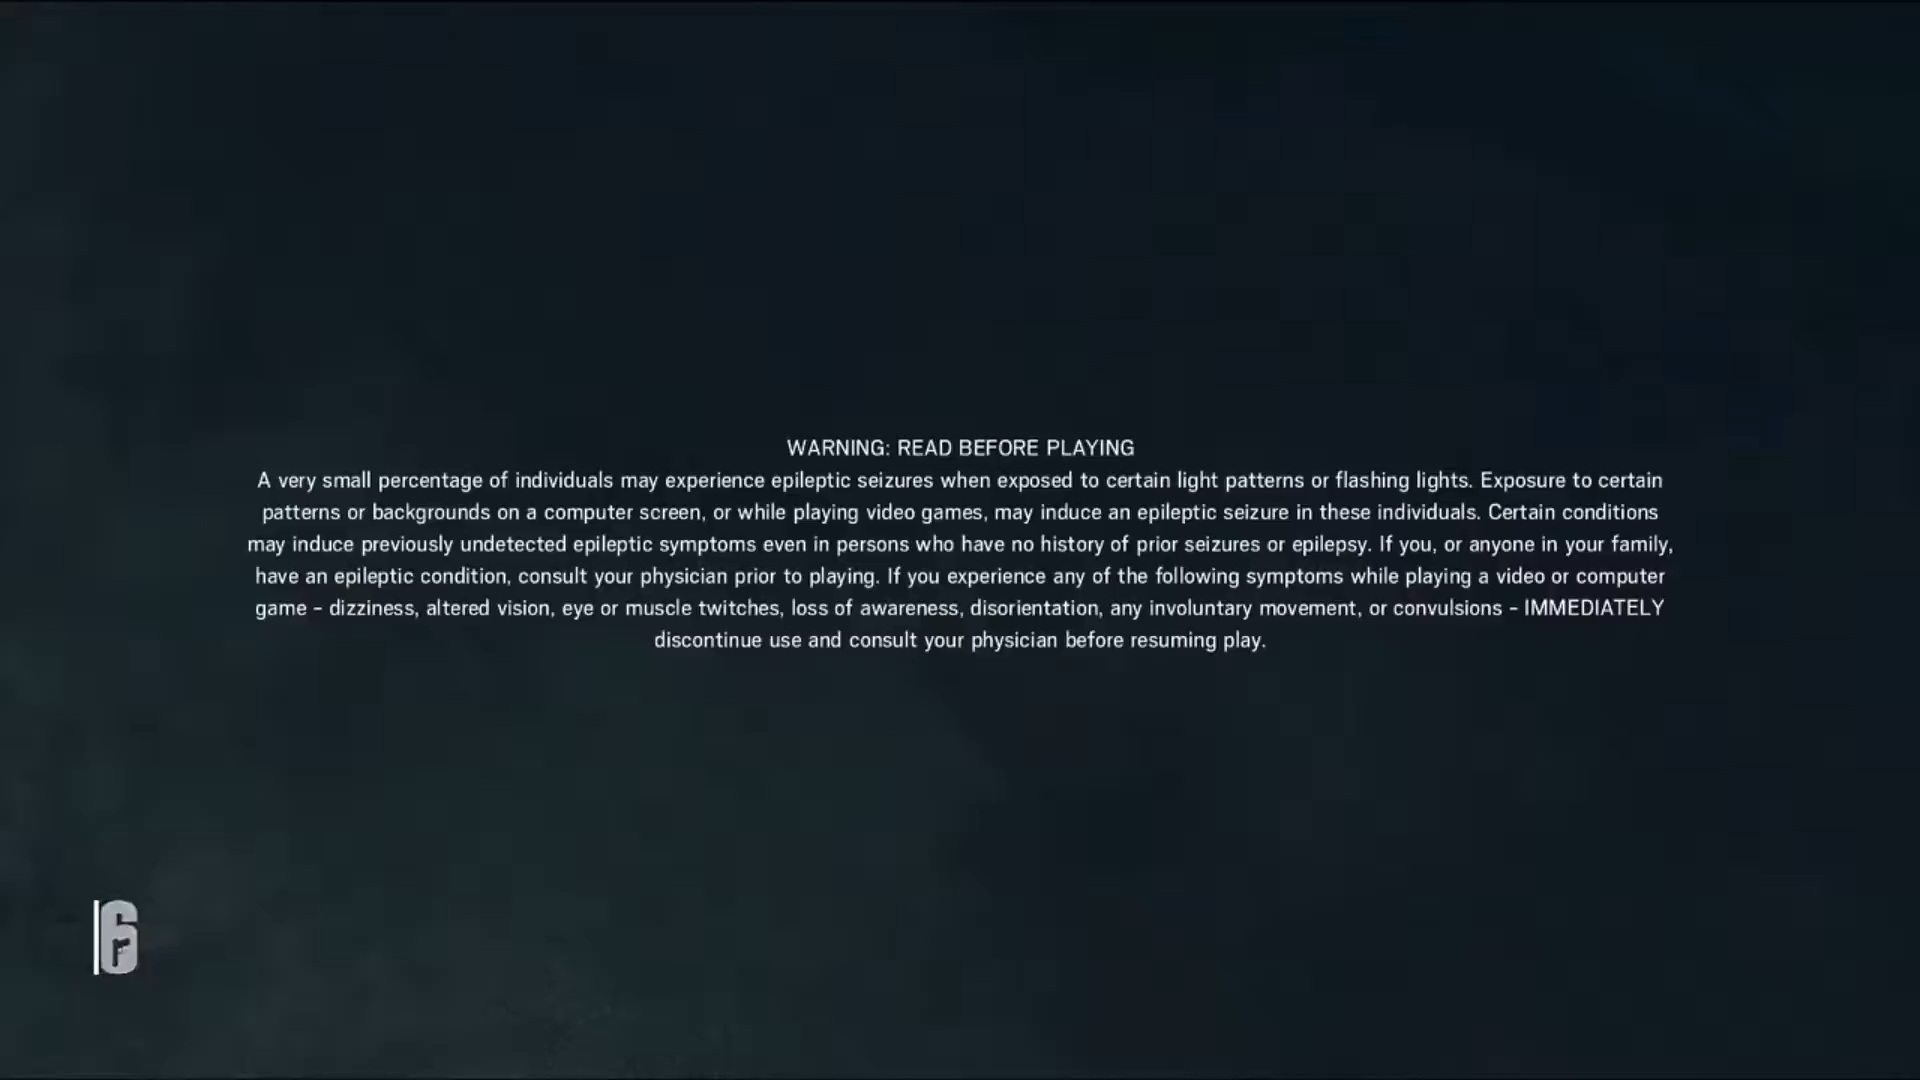 WARNING: READ BEFORE PLAYING
A very small percentage of individuals may experience epileptic seizures when exposed to certain light patterns or flashing lights. Exposure to certain
patterns or backgrounds on a computer screen, or while playing video games, may induce an epileptic seizure in these individuals. Certain conditions
may induce previously undetected epileptic symptoms even in persons who have no history of prior seizures or epilepsy. If you, or anyone in your family,
have an epileptic condition, consult your physician prior to playing. If you experience any of the following symptoms while playing a video or computer
game - dizziness, altered vision, eye or muscle twitches, loss of awareness, disorientation, any involuntary movement, or convulsions - IMMEDIATELY
discontinue use and consult your physician before resuming play.
6